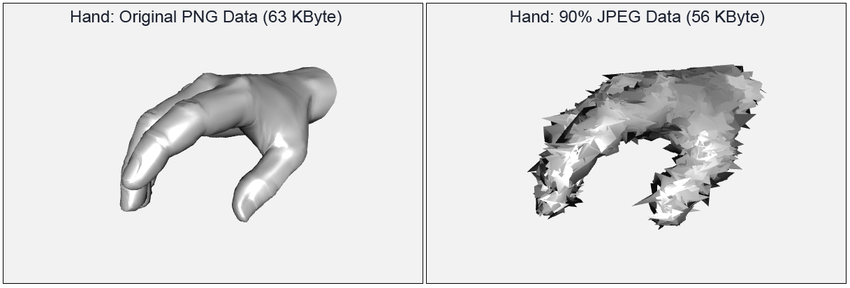 Hand: Original PNG Data (63 KByte)
Hand: 90% JPEG Data (56 KByte)